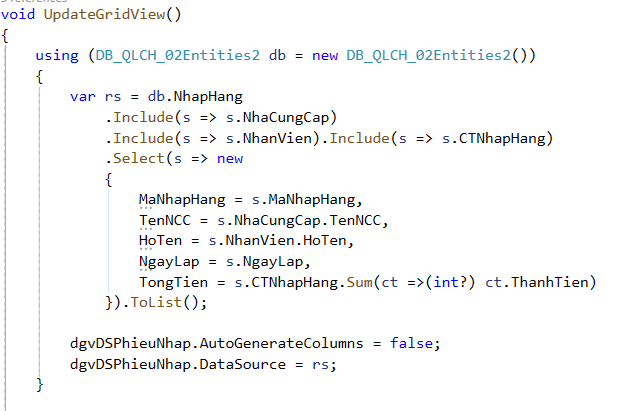 void UpdateGridView()
{
    using (DB_QLCH_02Entities2 db = new DB_QLCH_02Entities2())
    {
        var rs = db.NhapHang
            .Include(s => s.NhaCungCap)
            .Include(s => s.NhanVien).Include(s => s.CTNhapHang)
            .Select(s => new
            {
                MaNhapHang = s.MaNhapHang,
                TenNCC = s.NhaCungCap.TenNCC,
                HoTen = s.NhanVien.HoTen,
                NgayLap = s.NgayLap,
                TongTien = s.CTNhapHang.Sum(ct =>(int?) ct.ThanhTien)
            }).ToList();

        dgvDSPhieuNhap.AutoGenerateColumns = false;
        dgvDSPhieuNhap.DataSource = rs;
    }